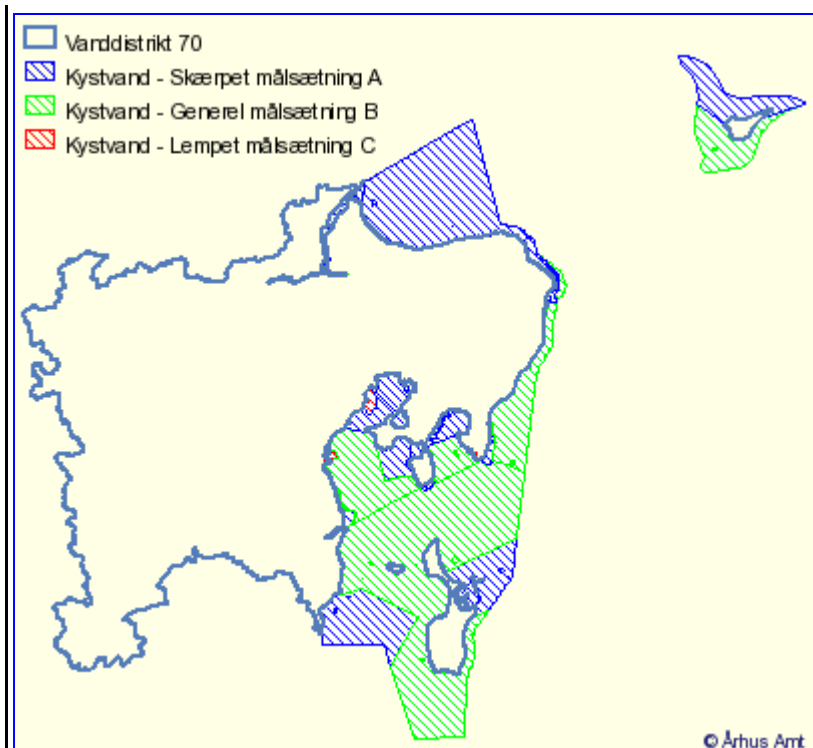 Vanddistrikt 70
Kystvand - Skærpet målsætning A
Kystvand - Generel målsætning B
Kystvand - Lempet målsætning C
© Århus Amt